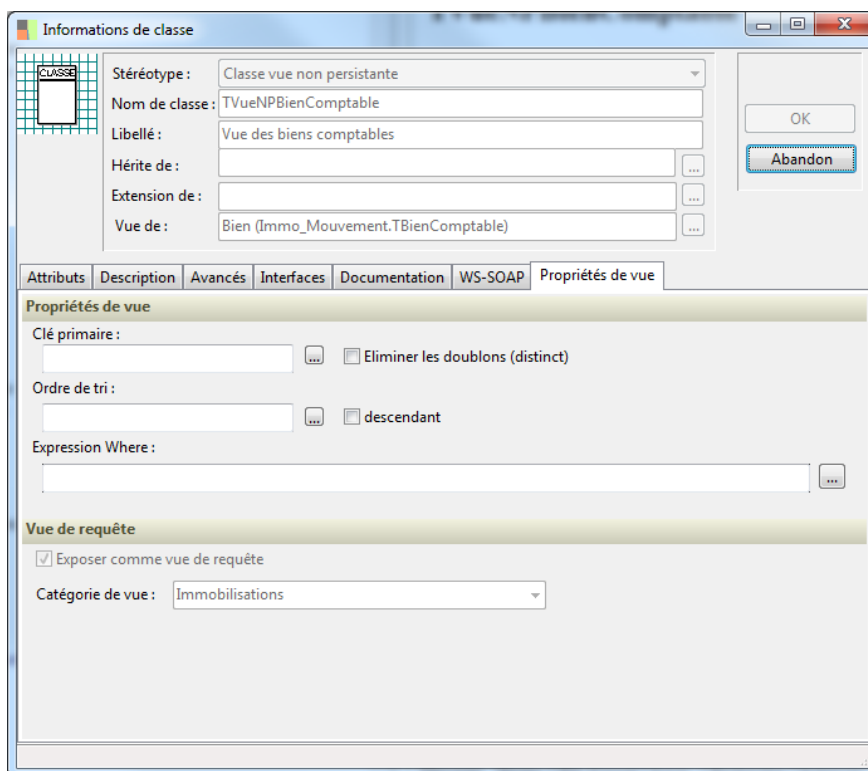 Informations de classe
CLASSE
Stéréotype :
Classe vue non persistante
Nom de classe :
TVueNPBienComptable
Libellé :
Vue des biens comptables
Hérite de :
...
Extension de :
...
Vue de :
Bien (Immo_Mouvement.TBienComptable)
...
OK
Abandon
Attributs
Description
Avancés
Interfaces
Documentation
WS-SOAP
Propriétés de vue
Propriétés de vue
Clé primaire :
...
Eliminer les doublons (distinct)
Ordre de tri :
...
descendant
Expression Where :
...
Vue de requête
Exposer comme vue de requête
Catégorie de vue :
Immobilisations